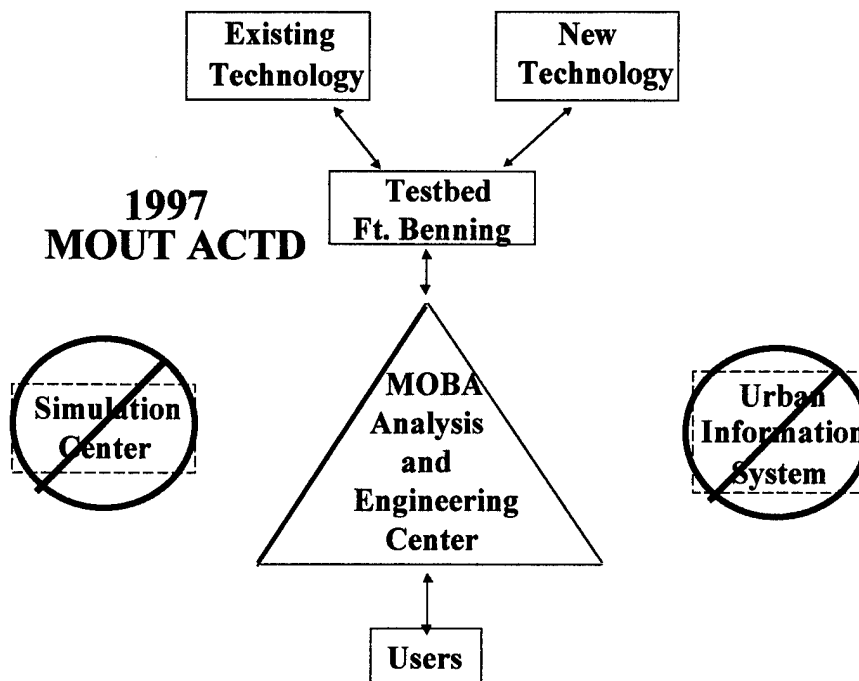 Existing
Technology
New
Technology
Testbed
Ft. Benning
1997
MOUT ACTD
Simulation
Center
MOBA
Analysis
and
Engineering
Center
Urban
Information
System
Users